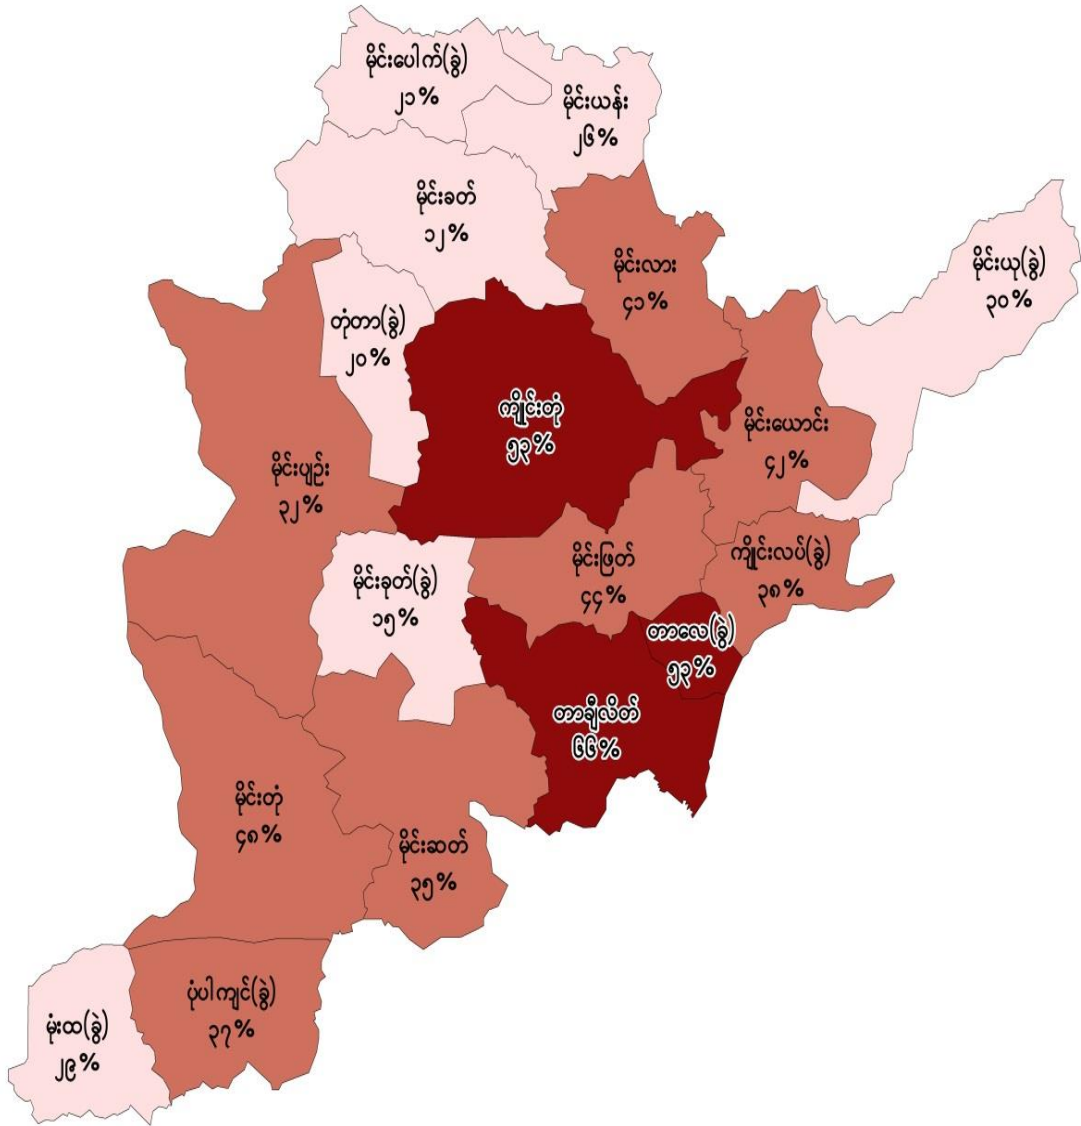 မိုင်းပေါက်(ခွဲ)
၂၁%
မိုင်းယန်း
၂၆%
မိုင်းခတ်
၁၂%
မိုင်းလား
၄၁%
မိုင်းယု(ခွဲ)
၃၀%
တုံတာ(ခွဲ)
၂၀%
ကျိုင်းတုံ
၅၃%
မိုင်းယောင်း
၄၂%
မိုင်းပျဉ်း
၃၂%
မိုင်းဖြတ်
၄၄%
ကျိုင်းလပ်(ခွဲ)
၃၈%
မိုင်းခုတ်(ခွဲ)
၁၅%
တာလေ(ခွဲ)
၅၃%
တာချီလိတ်
၆၆%
မိုင်းတုံ
၄၈%
မိုင်းဆတ်
၃၅%
ပုံပါကျင်(ခွဲ)
၃၇%
မုံးထ(ခွဲ)
၂၉%